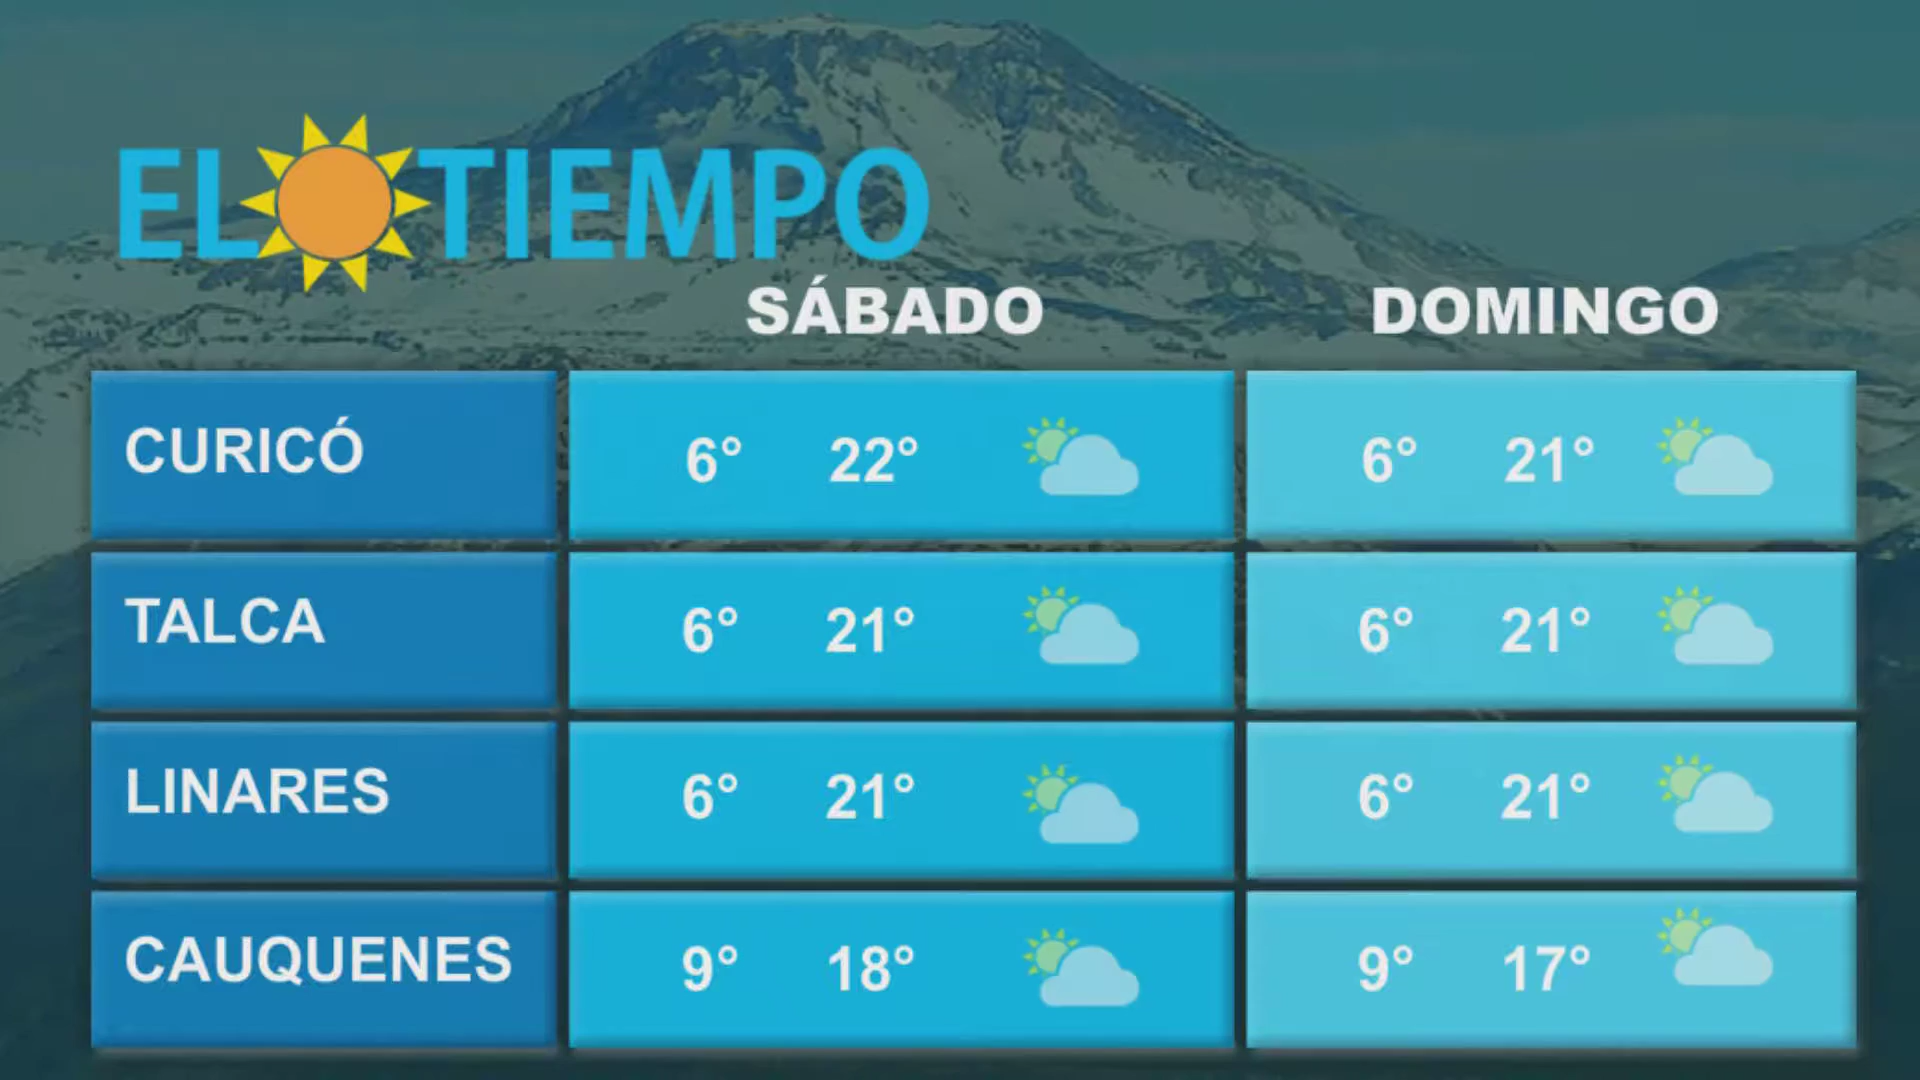 EL TIEMPO
SÁBADO DOMINGO
CURICÓ 6° 22° 6° 21°
TALCA 6° 21° 6° 21°
LINARES 6° 21° 6° 21°
CAUQUENES 9° 18° 9° 17°